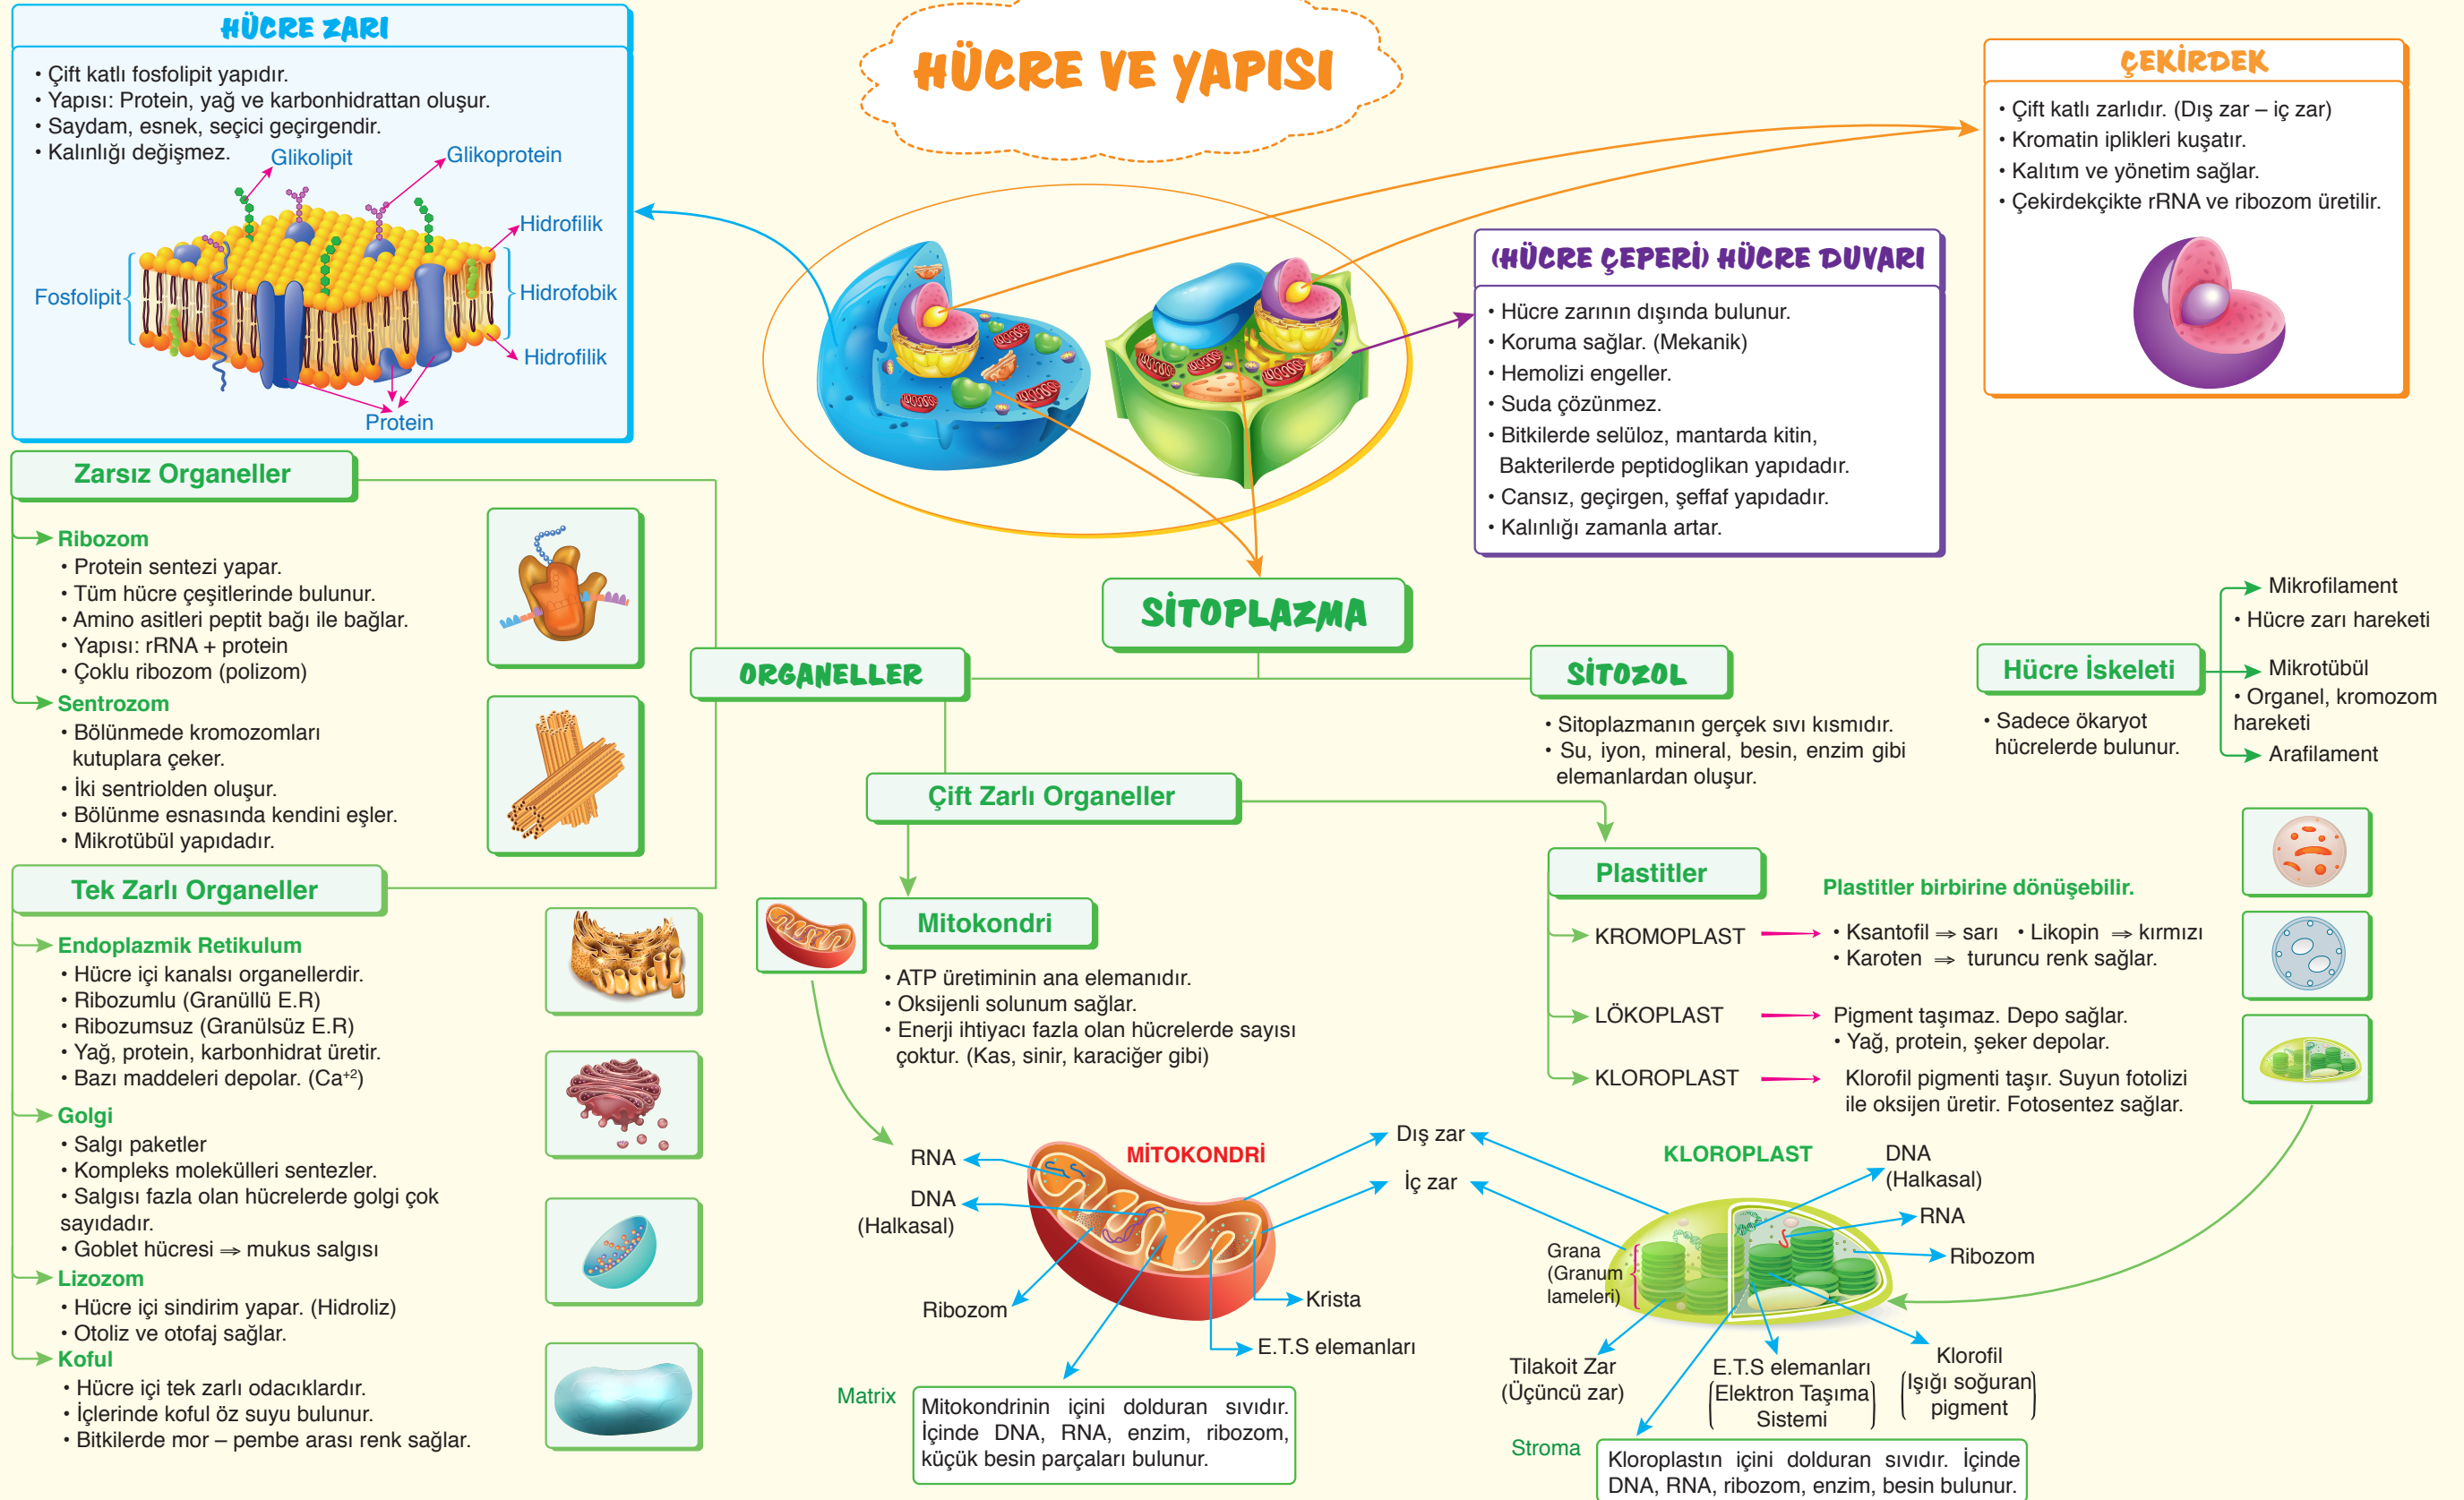 HÜCRE VE YAPISI
HÜCRE ZARI
• Çift katlı fosfolipit yapıdır.
• Yapısı: Protein, yağ ve karbonhidrattan oluşur.
• Saydam, esnek, seçici geçirgendir.
• Kalınlığı değişmez.
Glikolipit
Glikoprotein
Hidrofilik
Fosfolipit
Hidrofobik
Hidrofilik
Protein
ÇEKİRDEK
• Çift katlı zarlıdır. (Dış zar – iç zar)
• Kromatin iplikleri kuşatır.
• Kalıtım ve yönetim sağlar.
• Çekirdekçikte rRNA ve ribozom üretilir.
(HÜCRE ÇEPERİ) HÜCRE DUVARI
• Hücre zarının dışında bulunur.
• Koruma sağlar. (Mekanik)
• Hemolizi engeller.
• Suda çözünmez.
• Bitkilerde selüloz, mantarda kitin,
Bakterilerde peptidoglikan yapıdadır.
• Cansız, geçirgen, şeffaf yapıdadır.
• Kalınlığı zamanla artar.
Zarsız Organeller
Ribozom
• Protein sentezi yapar.
• Tüm hücre çeşitlerinde bulunur.
• Amino asitleri peptit bağı ile bağlar.
• Yapısı: rRNA + protein
• Çoklu ribozom (polizom)
Sentrozom
• Bölünmede kromozomları
kutuplara çeker.
• İki sentriolden oluşur.
• Bölünme esnasında kendini eşler.
• Mikrotübül yapıdadır.
SİTOPLAZMA
ORGANELLER
SİTOZOL
• Sitoplazmanın gerçek sıvı kısmıdır.
• Su, iyon, mineral, besin, enzim gibi
elemanlardan oluşur.
Hücre İskeleti
• Sadece ökaryot
hücrelerde bulunur.
Mikrofilament
• Hücre zarı hareketi
Mikrotübül
• Organel, kromozom
hareketi
Arafilament
Tek Zarlı Organeller
Endoplazmik Retikulum
• Hücre içi kanalsı organellerdir.
• Ribozumlu (Granüllü E.R)
• Ribozumsuz (Granülsüz E.R)
• Yağ, protein, karbonhidrat üretir.
• Bazı maddeleri depolar. (Ca+2)
Golgi
• Salgı paketler
• Kompleks molekülleri sentezler.
• Salgısı fazla olan hücrelerde golgi çok
sayıdadır.
• Goblet hücresi ⇒ mukus salgısı
Lizozom
• Hücre içi sindirim yapar. (Hidroliz)
• Otoliz ve otofaj sağlar.
Koful
• Hücre içi tek zarlı odacıklardır.
• İçlerinde koful öz suyu bulunur.
• Bitkilerde mor – pembe arası renk sağlar.
Çift Zarlı Organeller
Mitokondri
• ATP üretiminin ana elemanıdır.
• Oksijenli solunum sağlar.
• Enerji ihtiyacı fazla olan hücrelerde sayısı
çoktur. (Kas, sinir, karaciğer gibi)
Plastitler
Plastitler birbirine dönüşebilir.
KROMOPLAST
• Ksantofil ⇒ sarı • Likopin ⇒ kırmızı
• Karoten ⇒ turuncu renk sağlar.
LÖKOPLAST
Pigment taşımaz. Depo sağlar.
• Yağ, protein, şeker depolar.
KLOROPLAST
Klorofil pigmenti taşır. Suyun fotolizi
ile oksijen üretir. Fotosentez sağlar.
MİTOKONDRİ
RNA
DNA
(Halkasal)
Ribozom
Dış zar
İç zar
Krista
E.T.S elemanları
Matrix
Mitokondrinin içini dolduran sıvıdır.
İçinde DNA, RNA, enzim, ribozom,
küçük besin parçaları bulunur.
KLOROPLAST
DNA
(Halkasal)
RNA
Ribozom
Grana
(Granum
lameleri)
Tilakoit Zar
(Üçüncü zar)
E.T.S elemanları
(Elektron Taşıma
Sistemi)
Klorofil
(Işığı soğuran
pigment)
Stroma
Kloroplastın içini dolduran sıvıdır. İçinde
DNA, RNA, ribozom, enzim, besin bulunur.